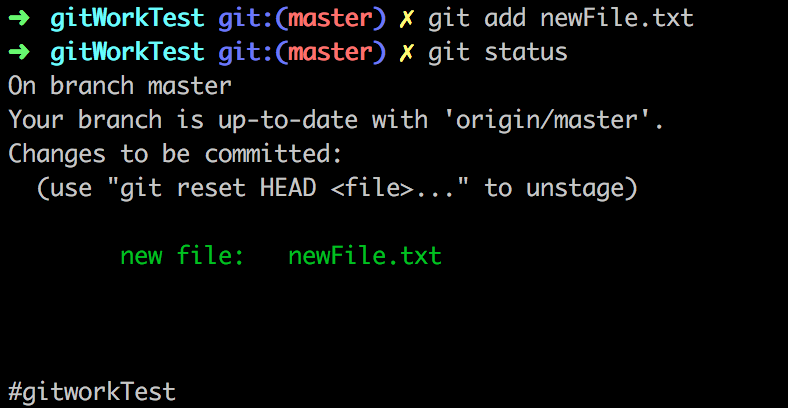 ➜ gitWorkTest git:(master) ✗ git add newFile.txt
➜ gitWorkTest git:(master) ✗ git status
On branch master
Your branch is up-to-date with 'origin/master'.
Changes to be committed:
  (use "git reset HEAD <file>..." to unstage)
        new file:   newFile.txt
#gitworkTest